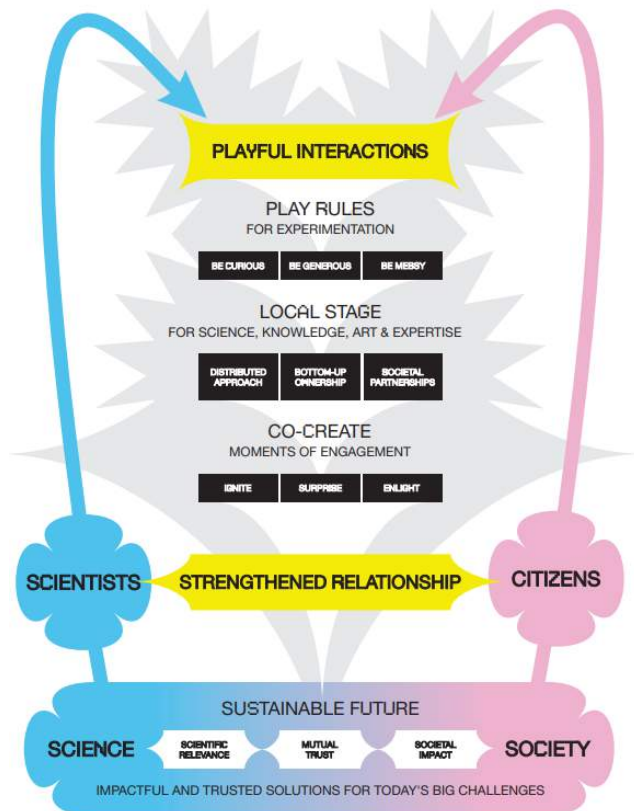 PLAYFUL INTERACTIONS
PLAY RULES
FOR EXPERIMENTATION
BE CURIOUS BE GENEROUS BE MESSY
LOCAL STAGE
FOR SCIENCE, KNOWLEDGE, ART & EXPERTISE
DISTRIBUTED APPROACH
BOTTOM-UP OWNERSHIP
SOCIETAL PARTNERSHIPS
CO-CREATE
MOMENTS OF ENGAGEMENT
IGNITE SURPRISE ENLIGHT
SCIENTISTS STRENGTHENED RELATIONSHIP CITIZENS
SUSTAINABLE FUTURE
SCIENCE
SCIENTIFIC RELEVANCE
MUTUAL TRUST
SOCIETAL IMPACT
SOCIETY
IMPACTFUL AND TRUSTED SOLUTIONS FOR TODAY'S BIG CHALLENGES